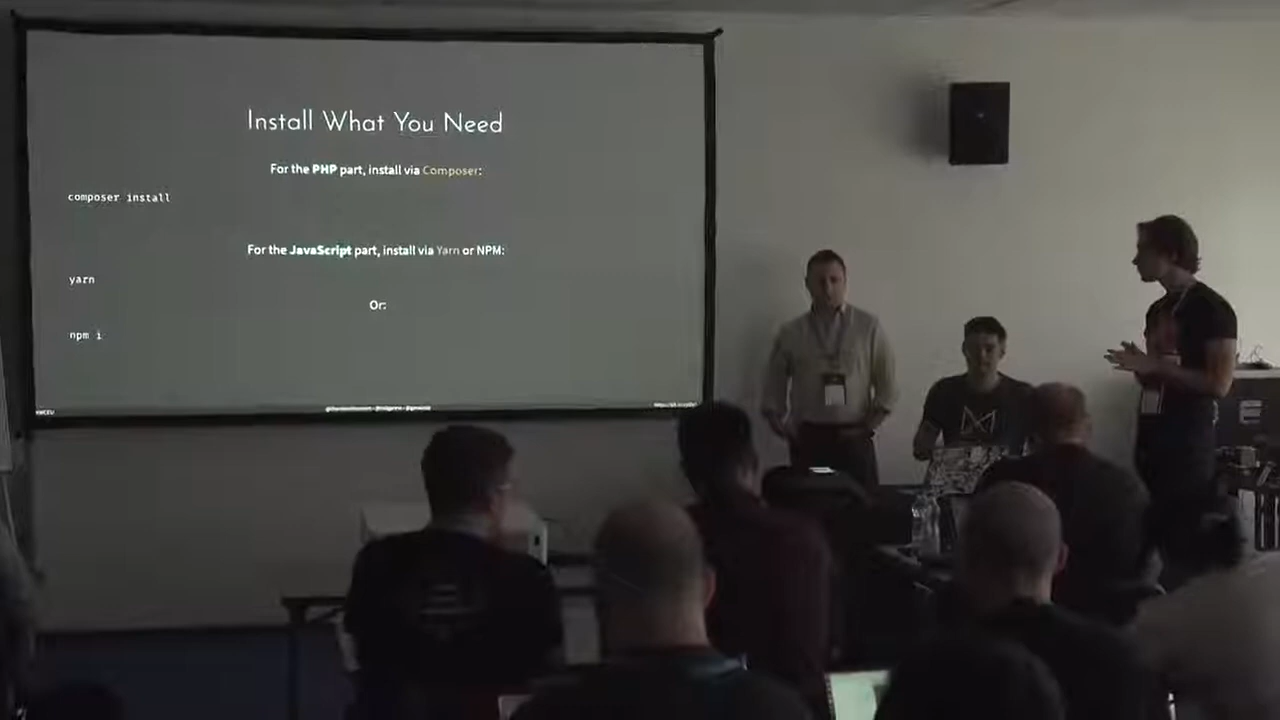 Install What You Need
For the PHP part, install via Composer:
composer install
For the JavaScript part, install via Yarn or NPM:
yarn
Or:
npm i